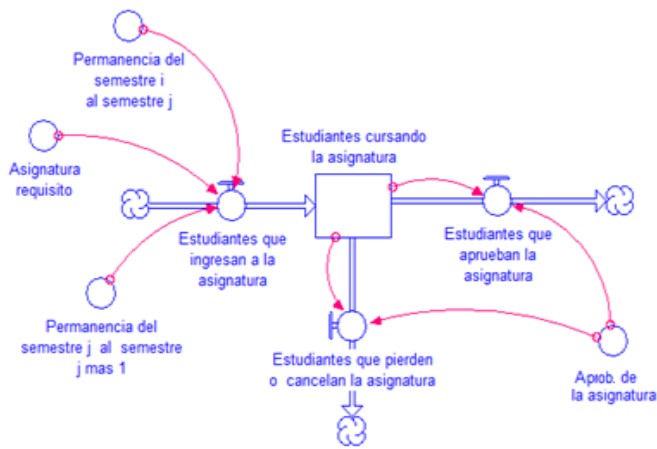 Permanencia del
semestre i
al semestre j
Estudiantes cursando
la asignatura
Asignatura
requisito
Estudiantes que
ingresan a la
asignatura
Estudiantes que
aprueban la
asignatura
Permanencia del
semestre j al semestre
j mas 1
Estudiantes que pierden
o cancelan la asignatura
Aprob. de
la asignatura